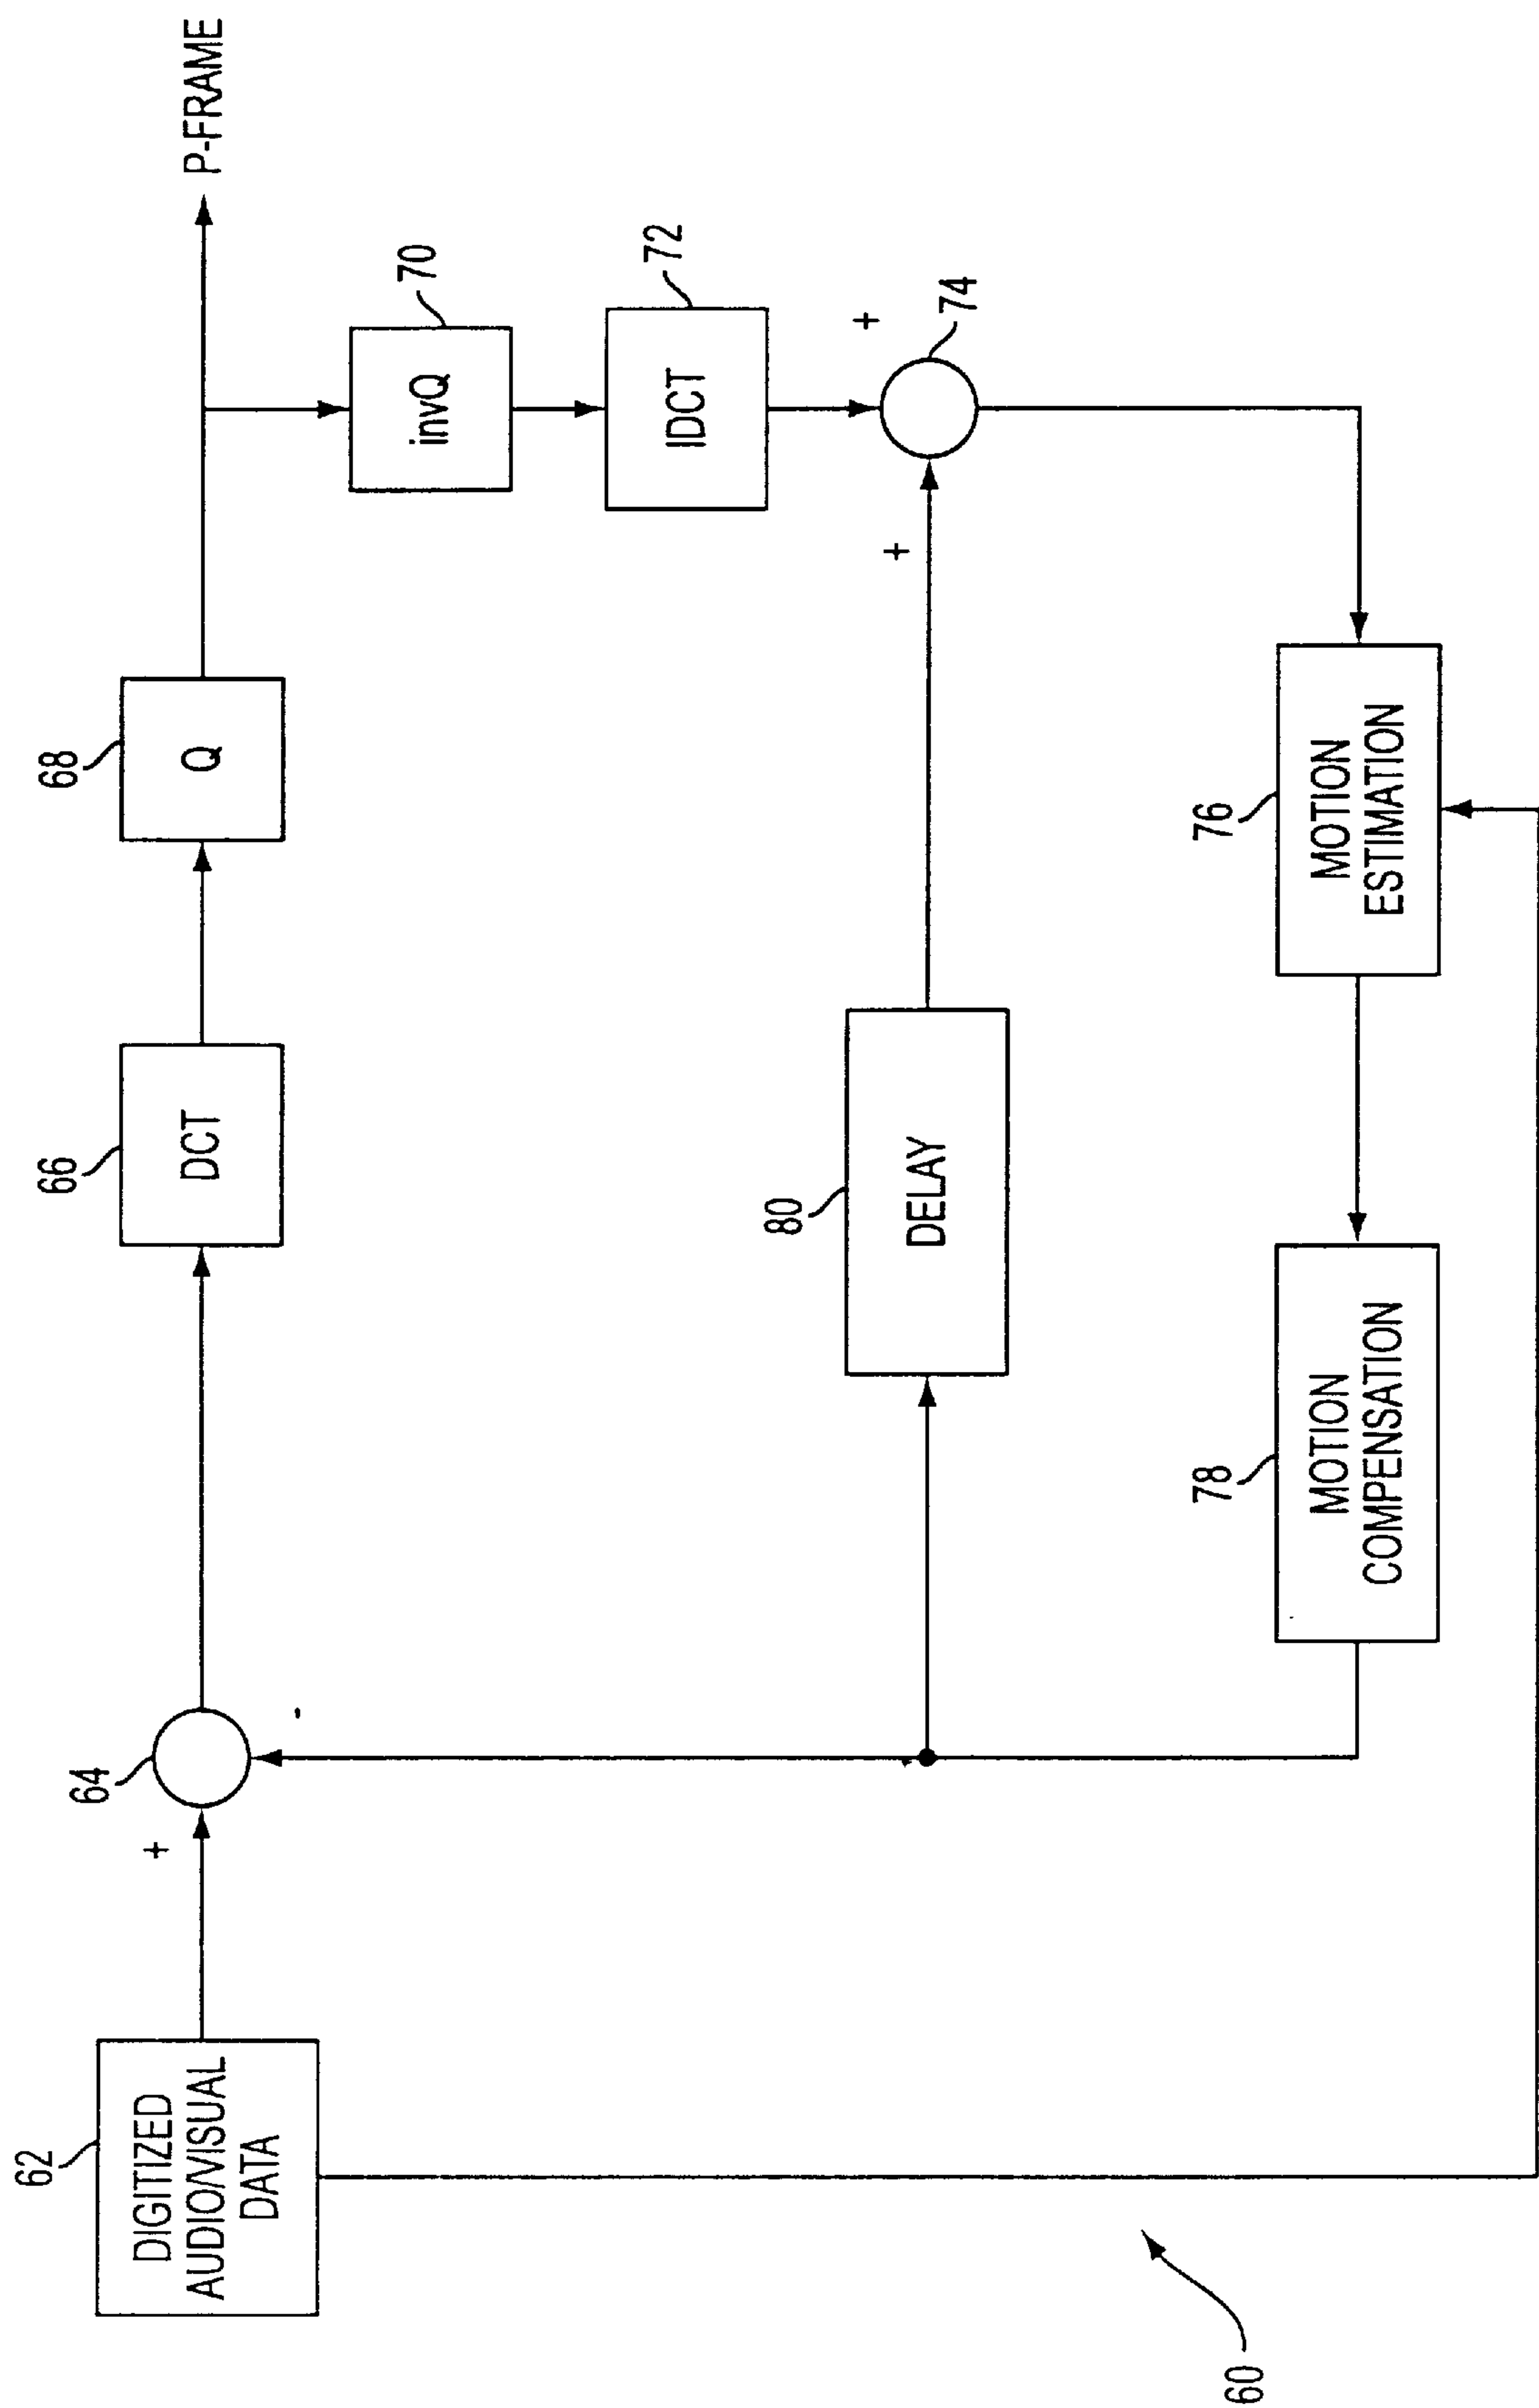 62
DIGITIZED
AUDIO/VISUAL
DATA
+
64
-
66
DCT
68
Q
P-FRAME
70
invQ
72
IDCT
+
74
+
80
DELAY
78
MOTION
COMPENSATION
76
MOTION
ESTIMATION
60